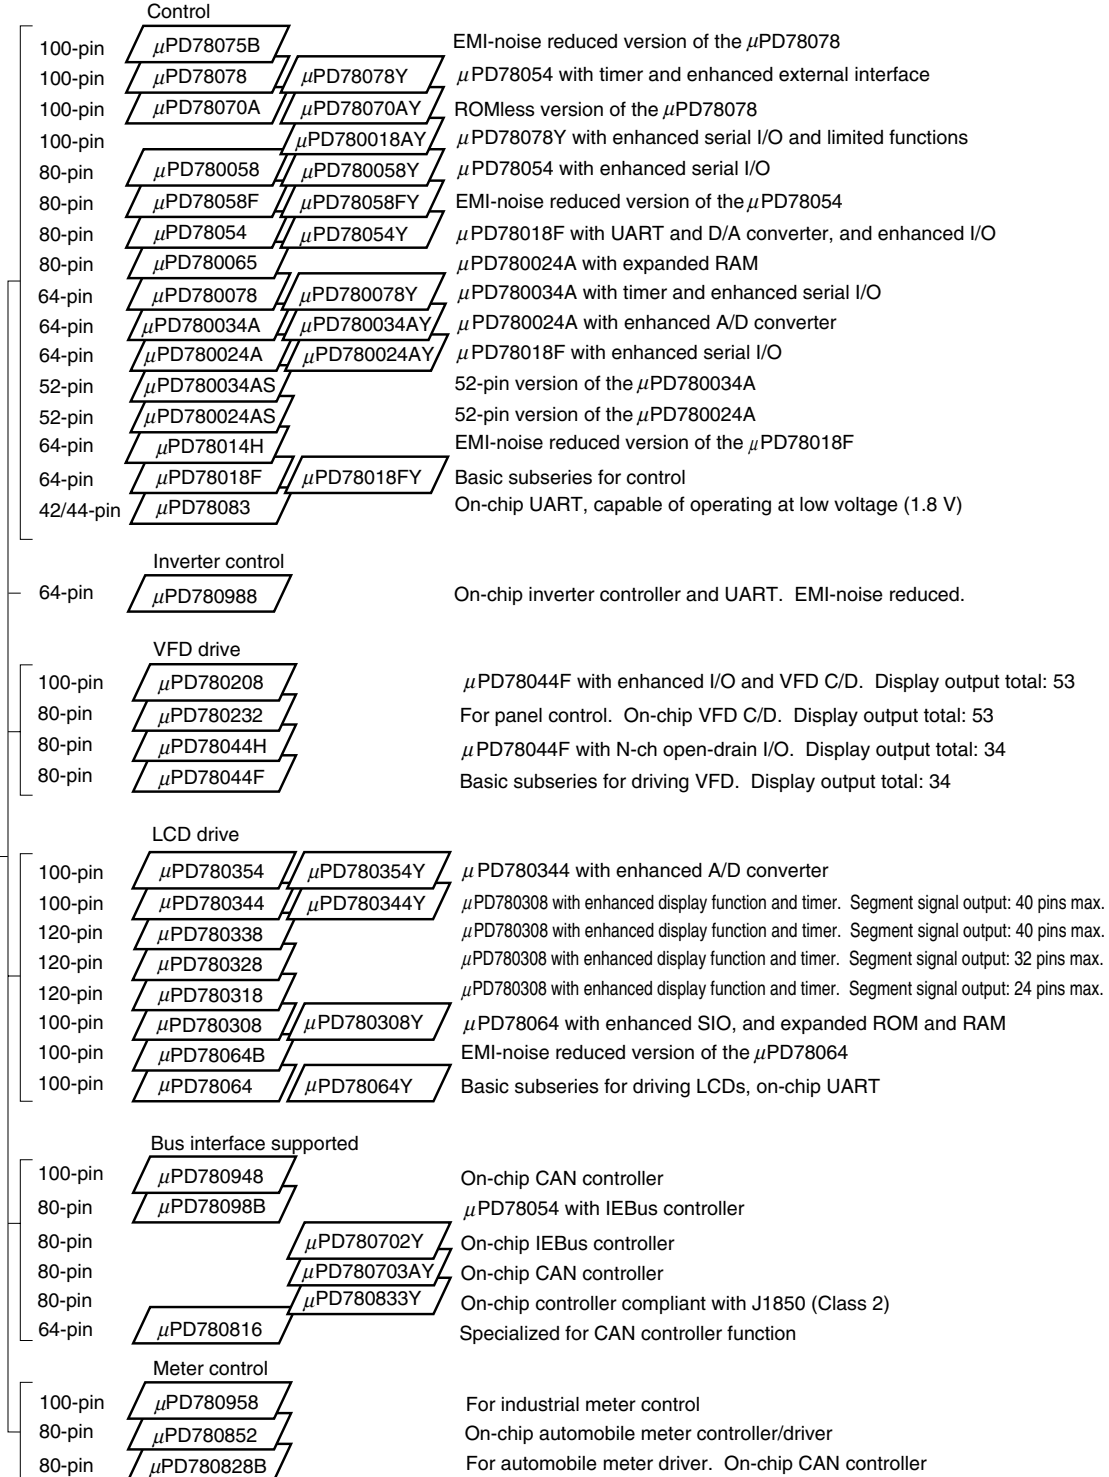 Control
100-pin μPD78075B EMI-noise reduced version of the μPD78078
100-pin μPD78078 μPD78078Y μPD78054 with timer and enhanced external interface
100-pin μPD78070A μPD78070AY ROMless version of the μPD78078
100-pin μPD780018AY μPD78078Y with enhanced serial I/O and limited functions
80-pin μPD780058 μPD780058Y μPD78054 with enhanced serial I/O
80-pin μPD78058F μPD78058FY EMI-noise reduced version of the μPD78054
80-pin μPD78054 μPD78054Y μPD78018F with UART and D/A converter, and enhanced I/O
80-pin μPD780065 μPD780024A with expanded RAM
64-pin μPD780078 μPD780078Y μPD780034A with timer and enhanced serial I/O
64-pin μPD780034A μPD780034AY μPD780024A with enhanced A/D converter
64-pin μPD780024A μPD780024AY μPD78018F with enhanced serial I/O
52-pin μPD780034AS 52-pin version of the μPD780034A
52-pin μPD780024AS 52-pin version of the μPD780024A
64-pin μPD78014H EMI-noise reduced version of the μPD78018F
64-pin μPD78018F μPD78018FY Basic subseries for control
42/44-pin μPD78083 On-chip UART, capable of operating at low voltage (1.8 V)
Inverter control
64-pin μPD780988 On-chip inverter controller and UART. EMI-noise reduced.
VFD drive
100-pin μPD780208 μPD78044F with enhanced I/O and VFD C/D. Display output total: 53
80-pin μPD780232 For panel control. On-chip VFD C/D. Display output total: 53
80-pin μPD78044H μPD78044F with N-ch open-drain I/O. Display output total: 34
80-pin μPD78044F Basic subseries for driving VFD. Display output total: 34
LCD drive
100-pin μPD780354 μPD780354Y μPD780344 with enhanced A/D converter
100-pin μPD780344 μPD780344Y μPD780308 with enhanced display function and timer. Segment signal output: 40 pins max.
120-pin μPD780338 μPD780308 with enhanced display function and timer. Segment signal output: 40 pins max.
120-pin μPD780328 μPD780308 with enhanced display function and timer. Segment signal output: 32 pins max.
120-pin μPD780318 μPD780308 with enhanced display function and timer. Segment signal output: 24 pins max.
100-pin μPD780308 μPD780308Y μPD78064 with enhanced SIO, and expanded ROM and RAM
100-pin μPD78064B EMI-noise reduced version of the μPD78064
100-pin μPD78064 μPD78064Y Basic subseries for driving LCDs, on-chip UART
Bus interface supported
100-pin μPD780948 On-chip CAN controller
80-pin μPD78098B μPD78054 with IEBus controller
80-pin μPD780702Y On-chip IEBus controller
80-pin μPD780703AY On-chip CAN controller
80-pin μPD780833Y On-chip controller compliant with J1850 (Class 2)
64-pin μPD780816 Specialized for CAN controller function
Meter control
100-pin μPD780958 For industrial meter control
80-pin μPD780852 On-chip automobile meter controller/driver
80-pin μPD780828B For automobile meter driver. On-chip CAN controller